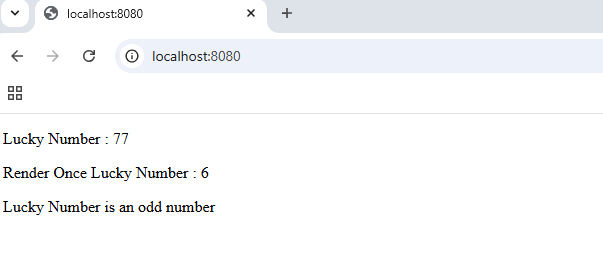 localhost:8080
localhost:8080
Lucky Number : 77
Render Once Lucky Number : 6
Lucky Number is an odd number